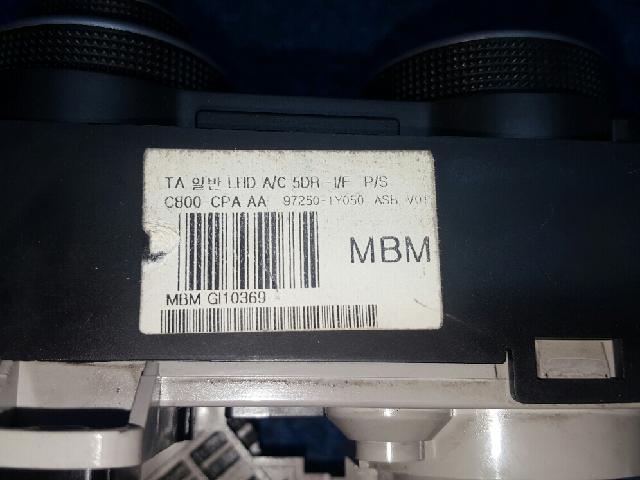 TA 일반 LHD A/C 5DR -I/F P/S
C800 CPA AA 97250-1Y050 ASB V01
MBM
MBM GI10369